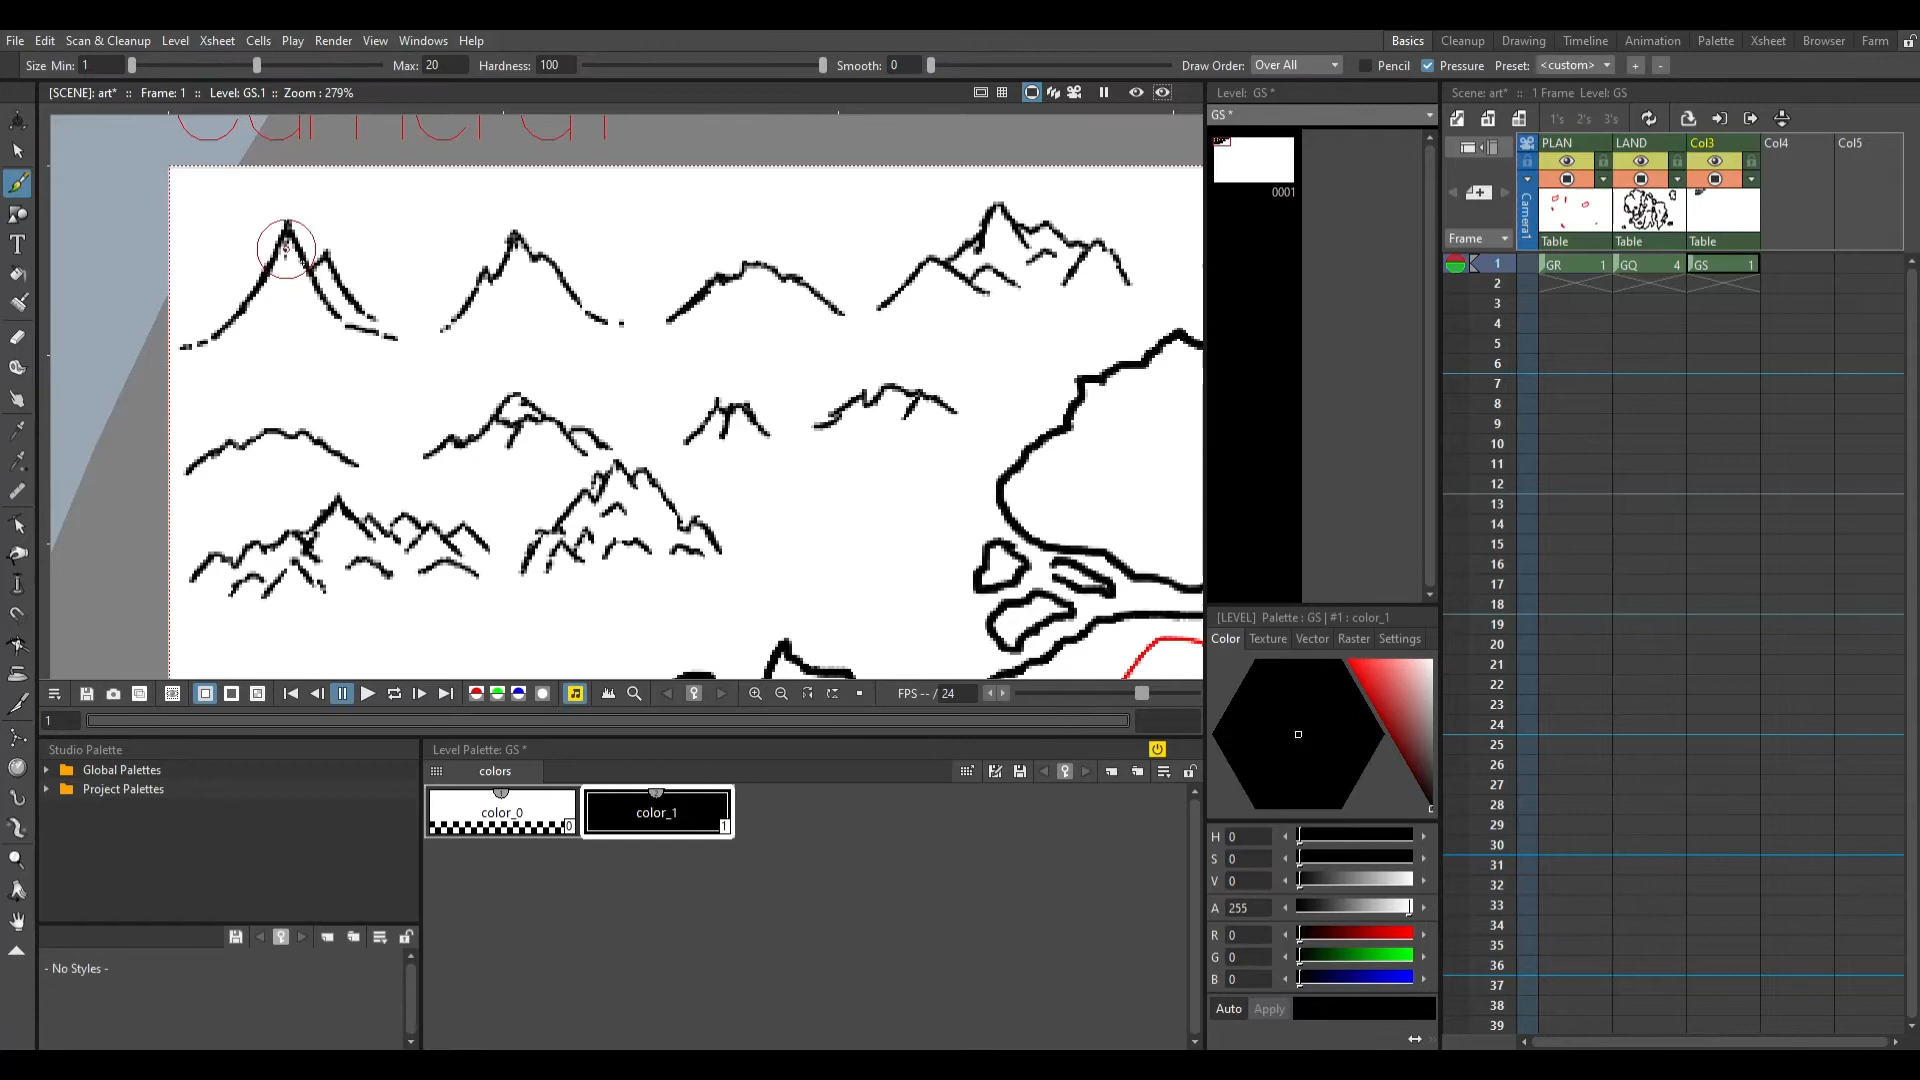 File Edit Scan & Cleanup Level Xsheet Cells Play Render View Windows Help Basics Cleanup Drawing Timeline Animation Palette Xsheet Browser Farm
Size Min: 1 Max: 20 Hardness: 100 Smooth: 0 Draw Order: Over All Pencil Pressure Preset: <custom> + -
[SCENE]: art* :: Frame: 1 :: Level: GS.1 :: Zoom : 279%
Level: GS *
Scene: art* :: 1 Frame Level: GS
GS *
1's 2's 3's
PLAN LAND Col3 Col4 Col5
0001
Camera1
Frame
Table Table Table
1 GR 1 GQ 4 GS 1
2
3
4
5
6
7
8
9
10
11
12
13
14
15
16
17
18
19
20
21
22
23
24
25
26
27
28
29
30
31
32
33
34
35
36
37
38
39
[LEVEL] Palette : GS | #1 : color_1
Color Texture Vector Raster Settings
FPS -- / 24
1
Studio Palette
Global Palettes
Project Palettes
- No Styles -
Level Palette: GS *
colors
color_0 0
color_1 1
H 0
S 0
V 0
A 255
R 0
G 0
B 0
Auto Apply